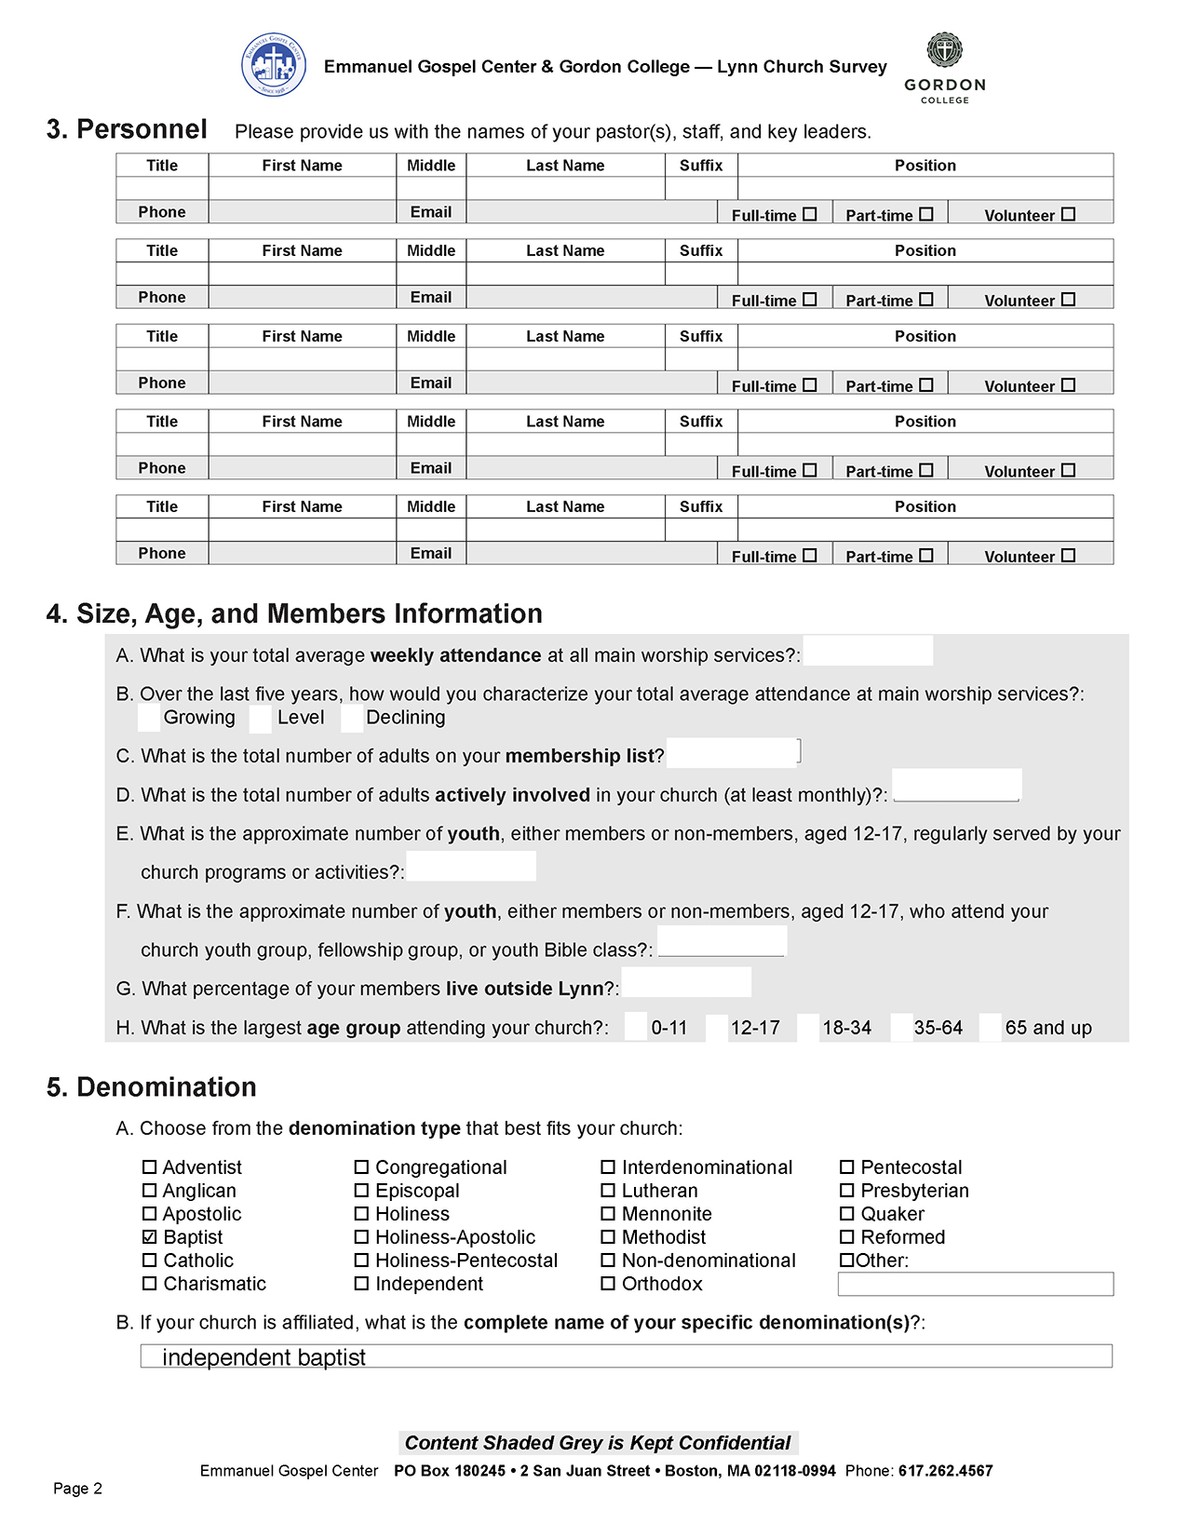 EMMANUEL GOSPEL CENTER
SINCE 1938
Emmanuel Gospel Center & Gordon College — Lynn Church Survey
GORDON
COLLEGE
3. Personnel Please provide us with the names of your pastor(s), staff, and key leaders.
Title First Name Middle Last Name Suffix Position
Phone Email Full-time ☐ Part-time ☐ Volunteer ☐
Title First Name Middle Last Name Suffix Position
Phone Email Full-time ☐ Part-time ☐ Volunteer ☐
Title First Name Middle Last Name Suffix Position
Phone Email Full-time ☐ Part-time ☐ Volunteer ☐
Title First Name Middle Last Name Suffix Position
Phone Email Full-time ☐ Part-time ☐ Volunteer ☐
Title First Name Middle Last Name Suffix Position
Phone Email Full-time ☐ Part-time ☐ Volunteer ☐
4. Size, Age, and Members Information
A. What is your total average weekly attendance at all main worship services?:
B. Over the last five years, how would you characterize your total average attendance at main worship services?:
Growing Level Declining
C. What is the total number of adults on your membership list?
D. What is the total number of adults actively involved in your church (at least monthly)?:
E. What is the approximate number of youth, either members or non-members, aged 12-17, regularly served by your
church programs or activities?:
F. What is the approximate number of youth, either members or non-members, aged 12-17, who attend your
church youth group, fellowship group, or youth Bible class?:
G. What percentage of your members live outside Lynn?:
H. What is the largest age group attending your church?: 0-11 12-17 18-34 35-64 65 and up
5. Denomination
A. Choose from the denomination type that best fits your church:
☐ Adventist ☐ Congregational ☐ Interdenominational ☐ Pentecostal
☐ Anglican ☐ Episcopal ☐ Lutheran ☐ Presbyterian
☐ Apostolic ☐ Holiness ☐ Mennonite ☐ Quaker
☑ Baptist ☐ Holiness-Apostolic ☐ Methodist ☐ Reformed
☐ Catholic ☐ Holiness-Pentecostal ☐ Non-denominational ☐Other:
☐ Charismatic ☐ Independent ☐ Orthodox
B. If your church is affiliated, what is the complete name of your specific denomination(s)?:
independent baptist
Content Shaded Grey is Kept Confidential
Emmanuel Gospel Center PO Box 180245 • 2 San Juan Street • Boston, MA 02118-0994 Phone: 617.262.4567
Page 2